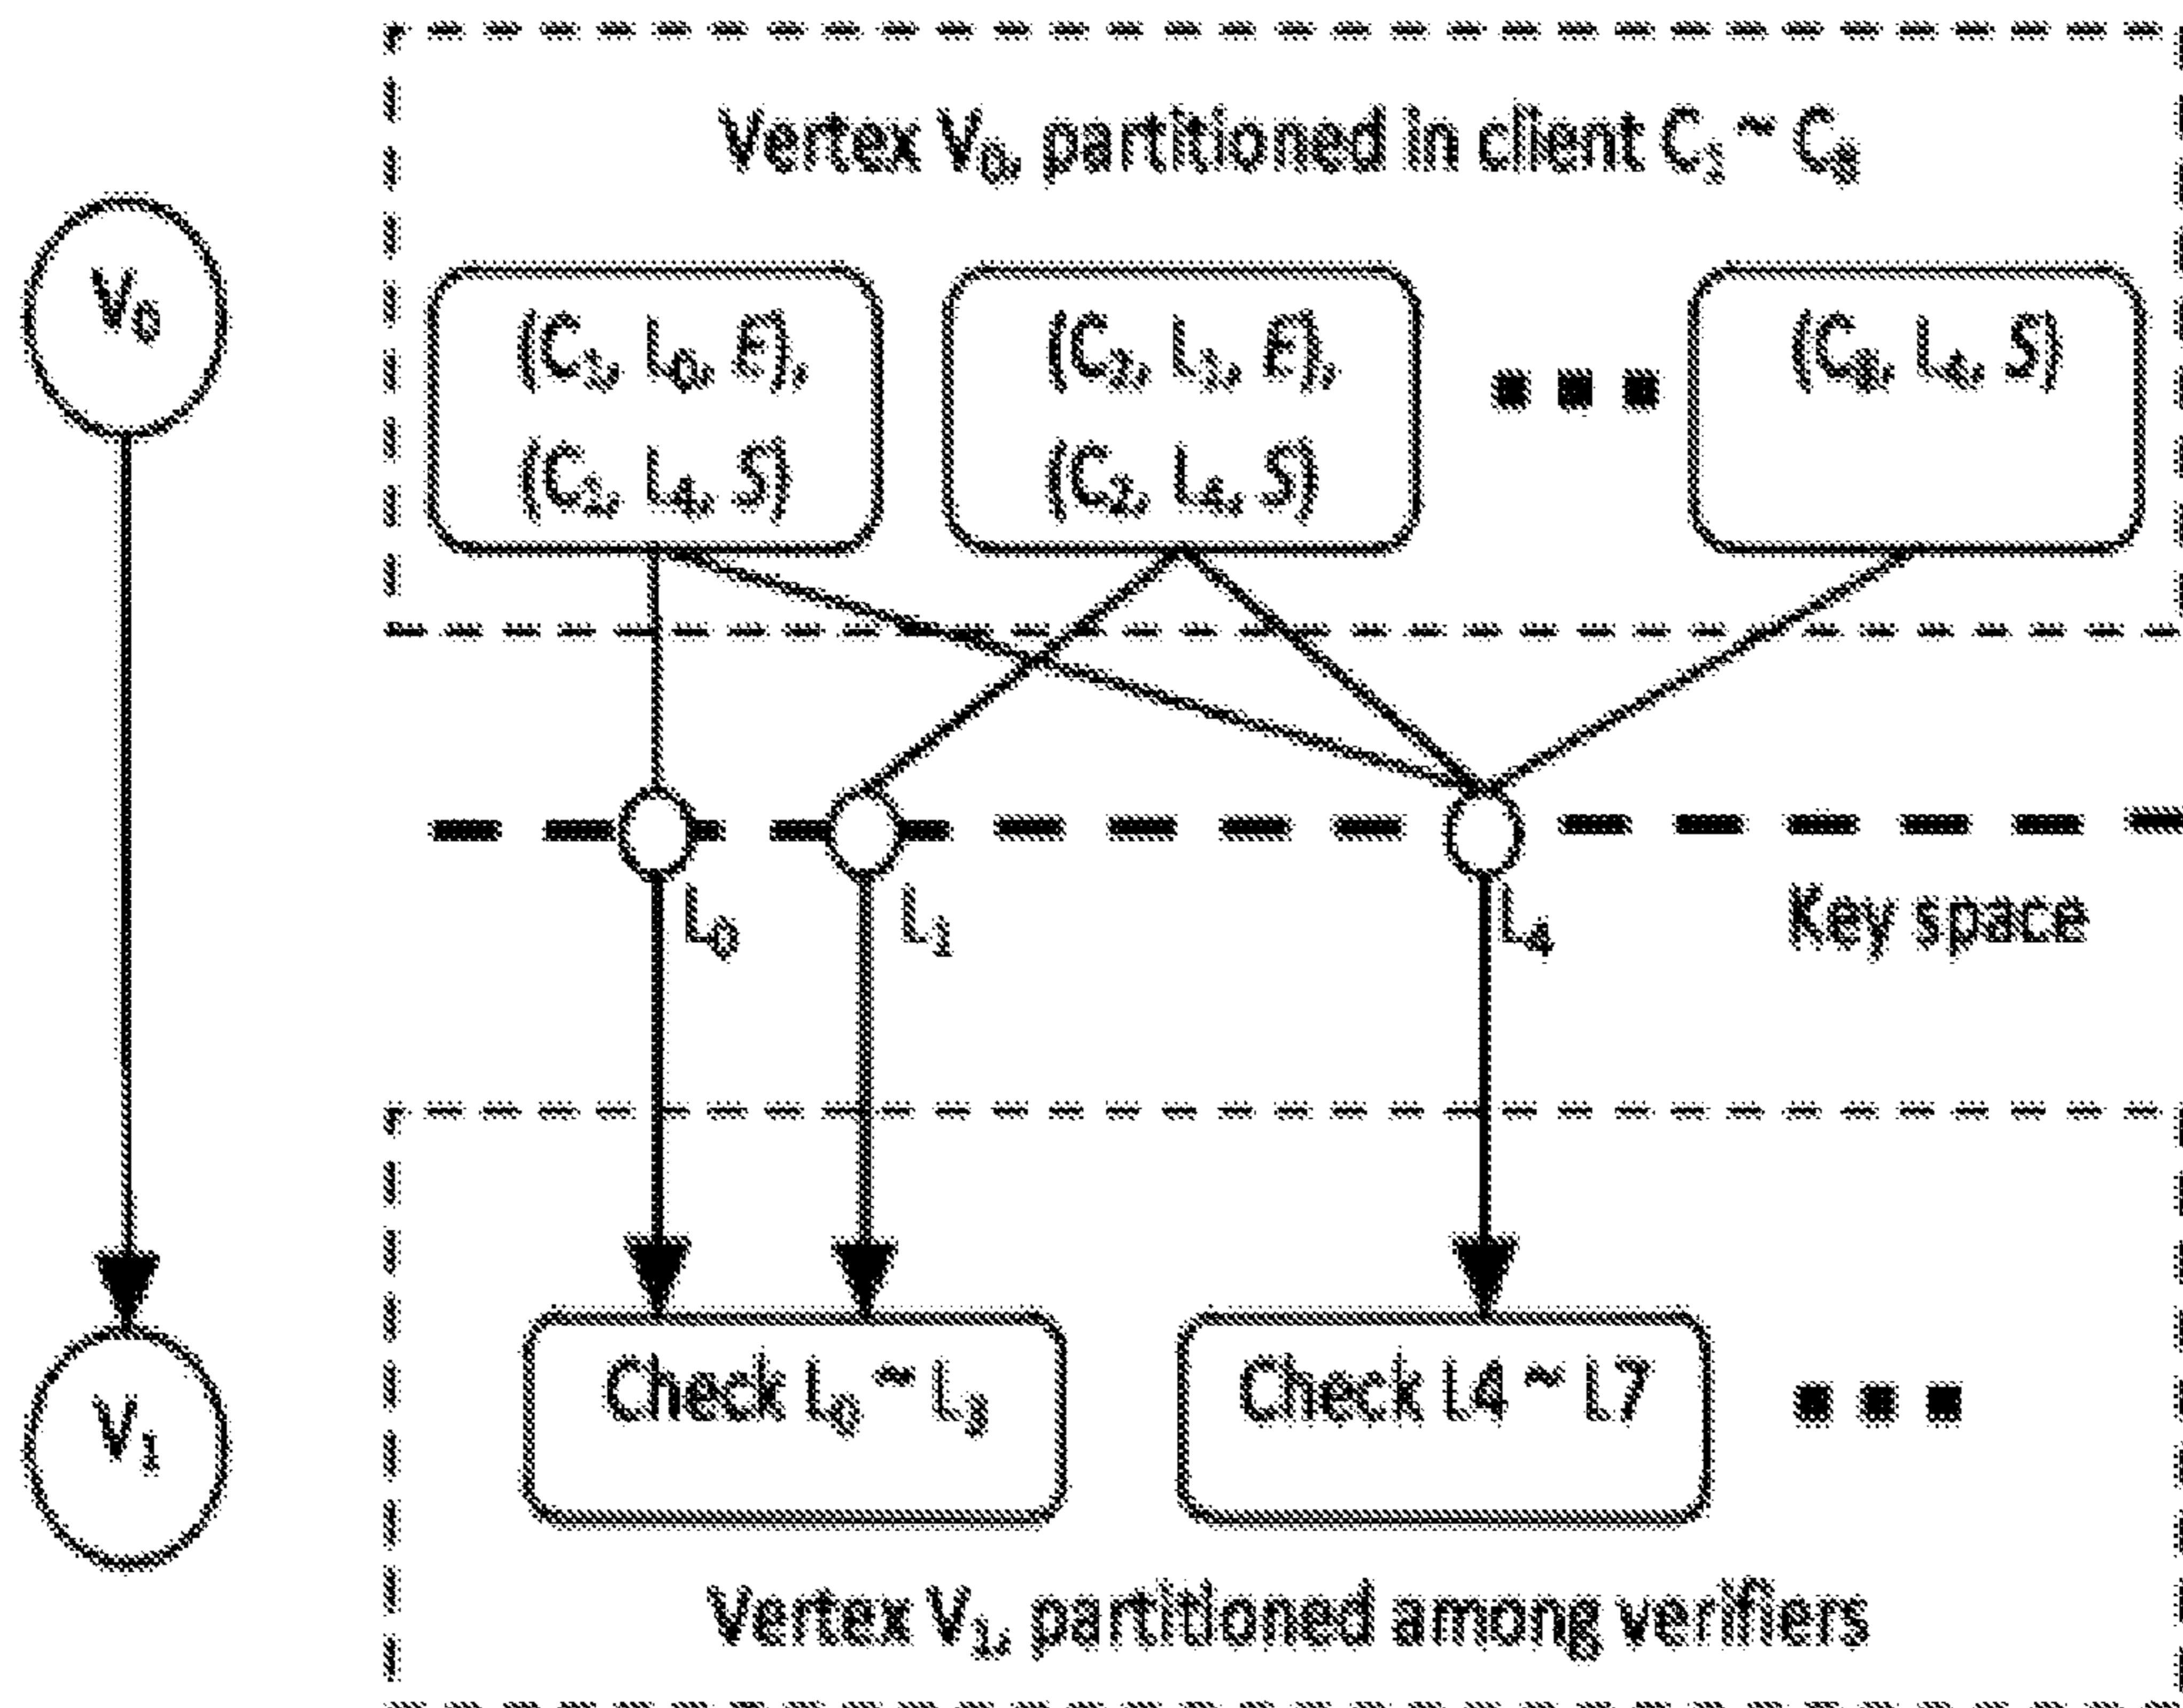 Vertex V₀, partitioned in client C₁ ~ C₈
V₀
(C₁, L₀, E),
(C₂, L₁, E),
(C₈, L₄, S)
(C₁, L₄, S)
(C₂, L₄, S)
L₀
L₁
L₄
Key space
Check L₀ ~ L₃
Check L4 ~ L7
V₁
Vertex V₁, partitioned among verifiers